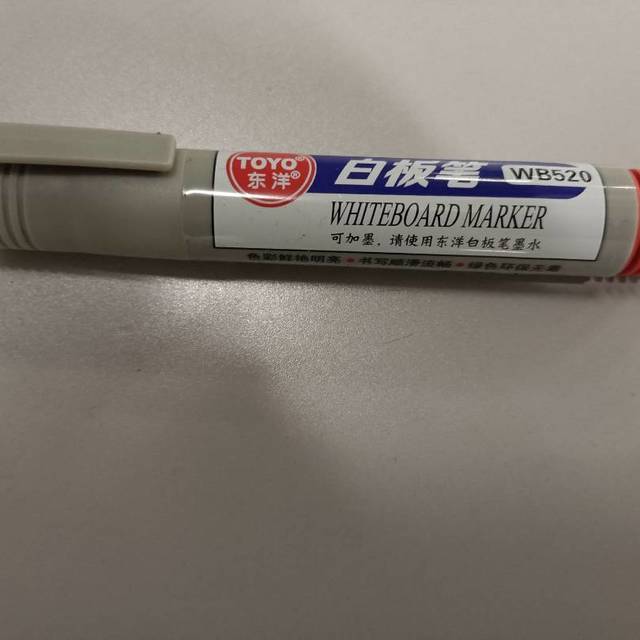 TOYO®
东洋®
白板笔 WB520
WHITEBOARD MARKER
可加墨，请使用东洋白板笔墨水
色彩鲜艳明亮 • 书写顺滑流畅 • 绿色环保无毒